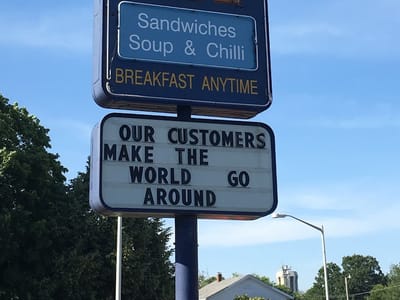 Sandwiches
Soup & Chilli
BREAKFAST ANYTIME
OUR CUSTOMERS
MAKE THE
WORLD GO
AROUND